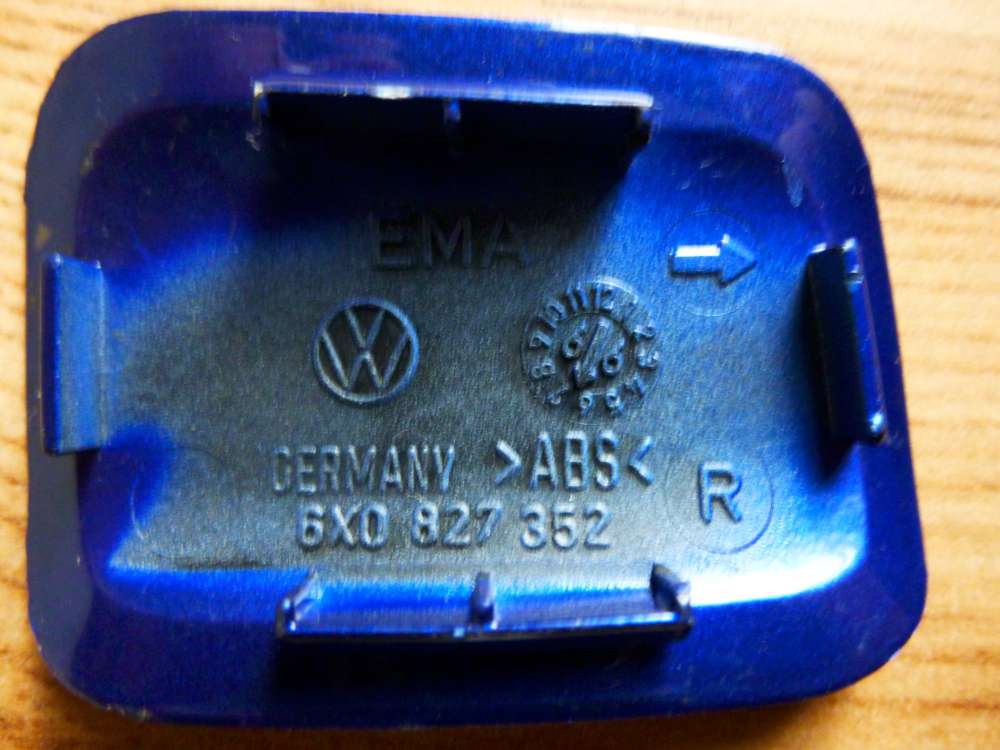 EMA
GERMANY >ABS<
6X0 827 352
R